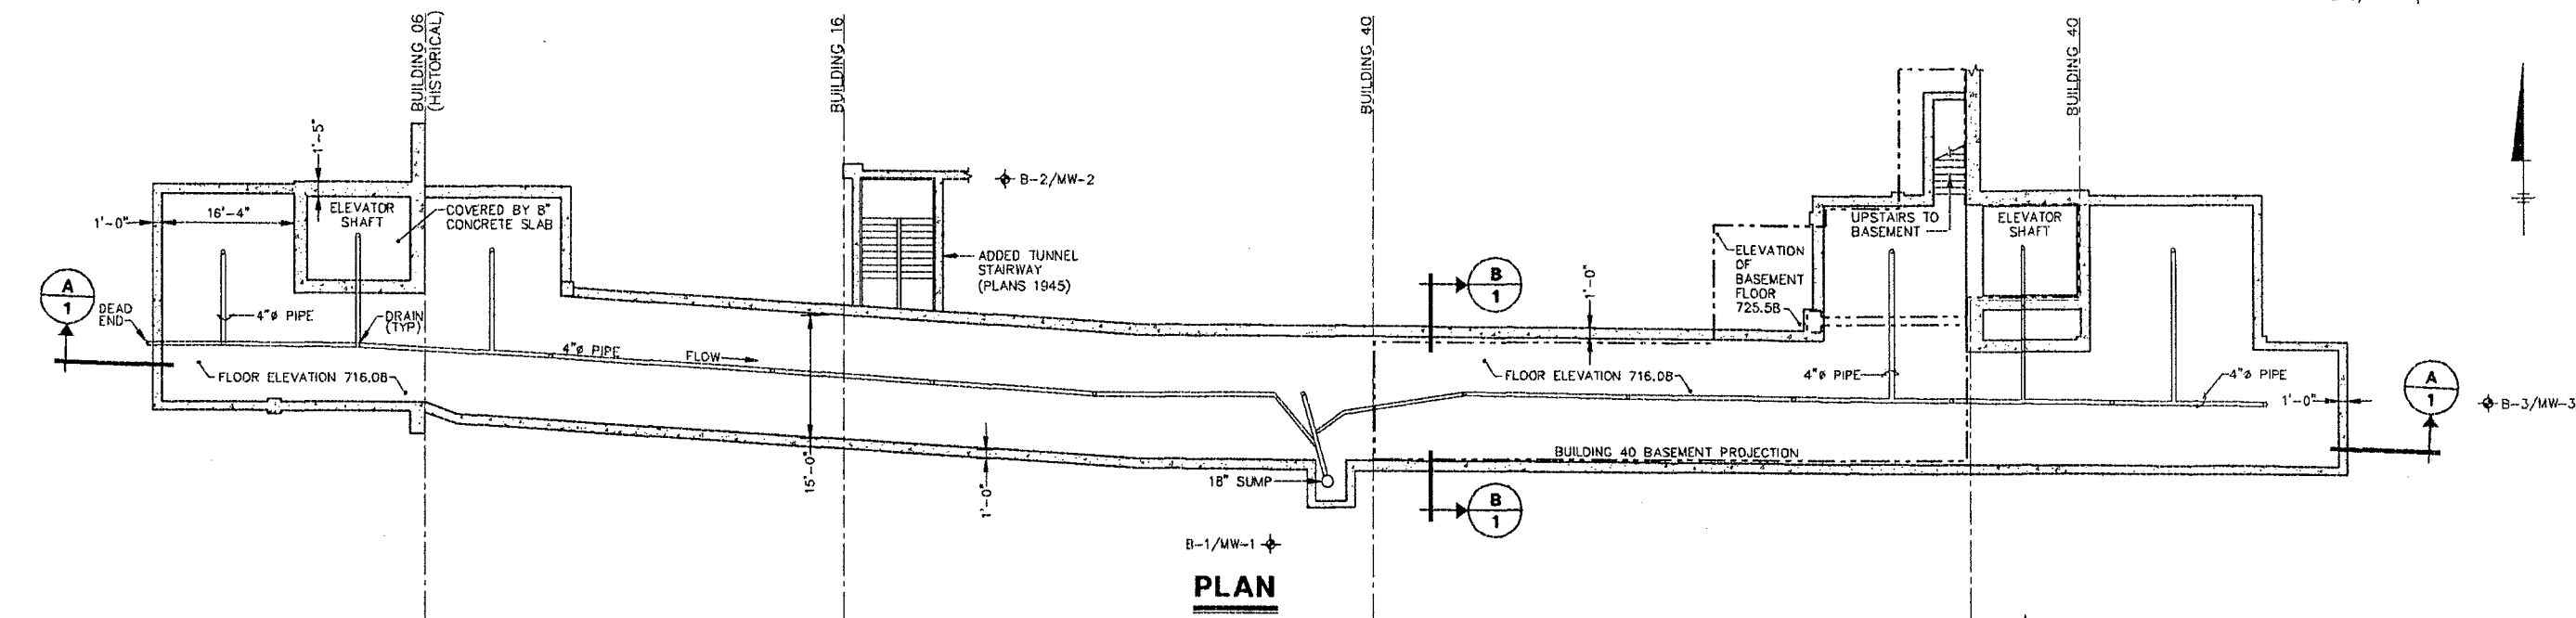 BUILDING 06
(HISTORICAL)
BUILDING 16
BUILDING 40
BUILDING 40
1'-5"
B-2/MW-2
ELEVATOR
SHAFT
COVERED BY 8"
CONCRETE SLAB
16'-4"
1'-0"
UPSTAIRS TO
BASEMENT
ELEVATOR
SHAFT
ADDED TUNNEL
STAIRWAY
(PLANS 1945)
ELEVATION
OF
BASEMENT
FLOOR
725.58
A
1
B
1
1'-0"
DEAD
END
4"ø PIPE
DRAIN
(TYP)
4"ø PIPE
FLOW
FLOOR ELEVATION 716.08
FLOOR ELEVATION 716.08
4"ø PIPE
4"ø PIPE
1'-0"
A
1
B-3/MW-3
15'-0"
1'-0"
BUILDING 40 BASEMENT PROJECTION
18" SUMP
B
1
B-1/MW-1
PLAN